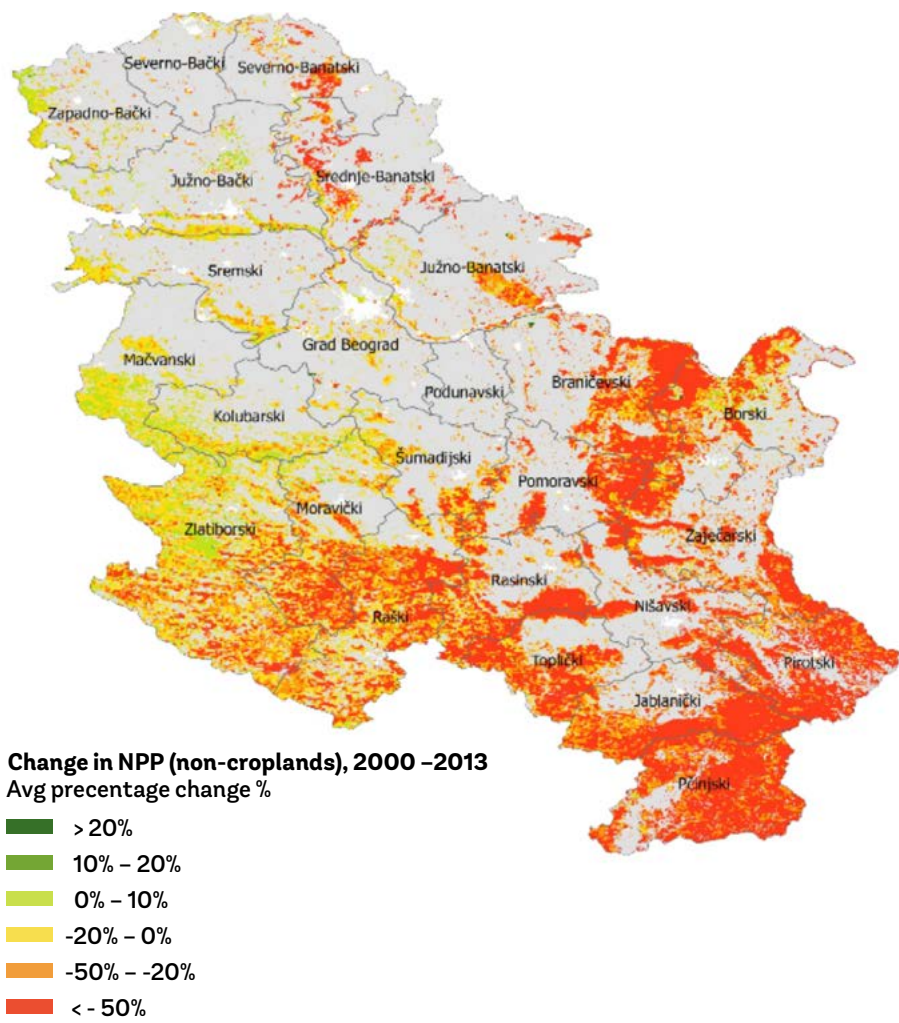 Severno-Bački
Severno-Banatski
Zapadno-Bački
Južno-Bački
Srednje-Banatski
Sremski
Južno-Banatski
Mačvanski
Grad Beograd
Podunavski
Braničevski
Borski
Kolubarski
Šumadijski
Pomoravski
Moravički
Zlatiborski
Zaječarski
Rasinski
Nišavski
Raški
Toplički
Pirotski
Jablanički
Pčinjski
Change in NPP (non-croplands), 2000 –2013
Avg precentage change %
> 20%
10% – 20%
0% – 10%
-20% – 0%
-50% – -20%
< - 50%